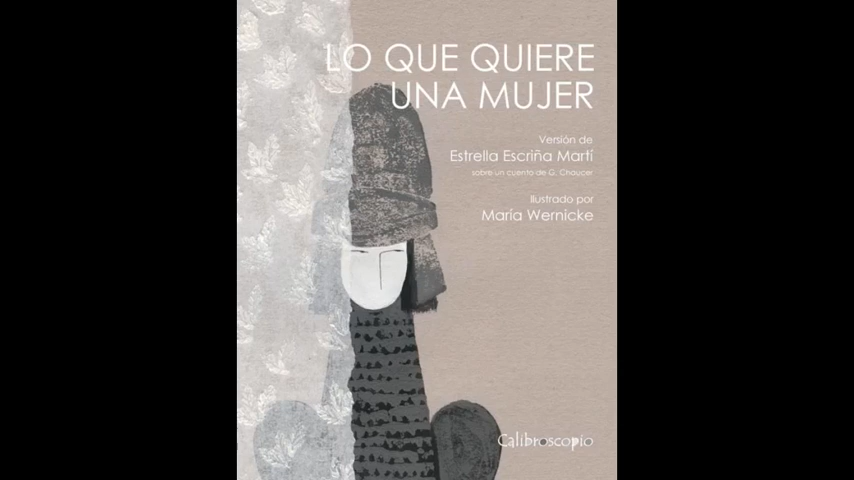 LO QUE QUIERE
UNA MUJER
Versión de
Estrella Escriña Martí
sobre un cuento de G. Chaucer
Ilustrado por
María Wernicke
Calibroscopio